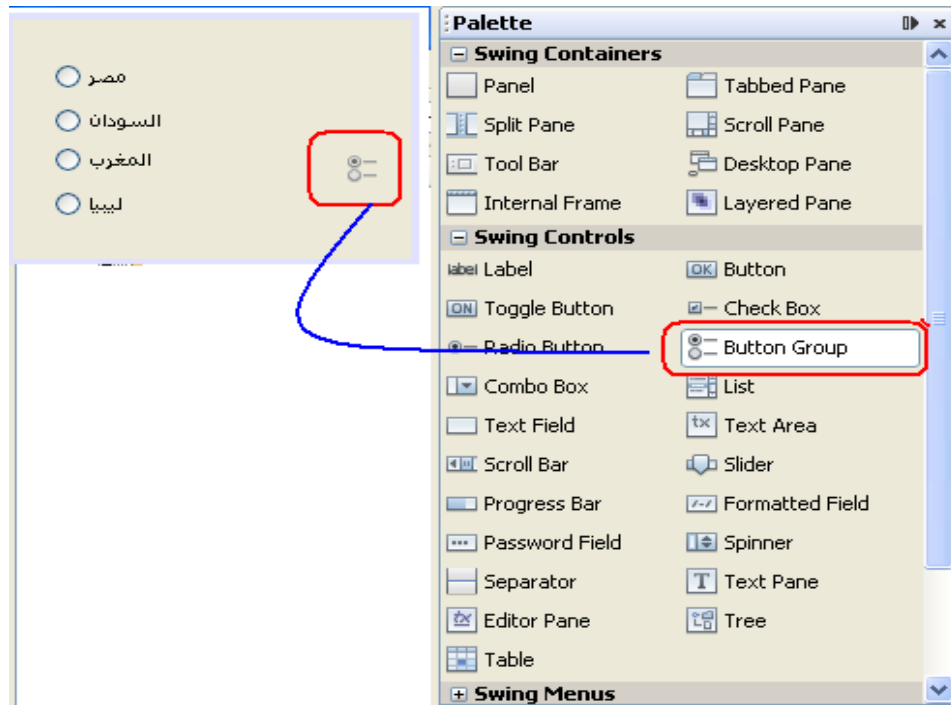 مصر
السودان
المغرب
ليبيا
Palette
Swing Containers
Panel
Tabbed Pane
Split Pane
Scroll Pane
Tool Bar
Desktop Pane
Internal Frame
Layered Pane
Swing Controls
label Label
OK Button
ON Toggle Button
Check Box
Radio Button
Button Group
Combo Box
List
Text Field
tx Text Area
Scroll Bar
Slider
Progress Bar
Formatted Field
Password Field
Spinner
Separator
T Text Pane
Editor Pane
Tree
Table
Swing Menus